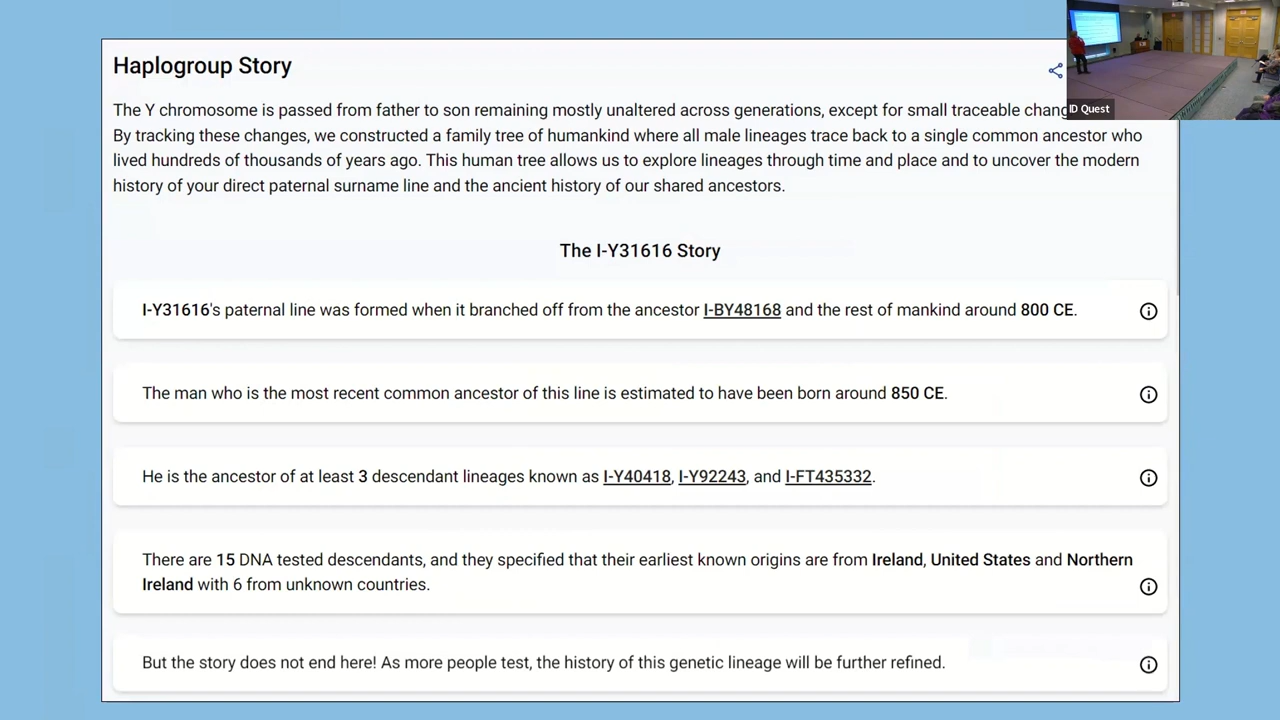 Haplogroup Story
The Y chromosome is passed from father to son remaining mostly unaltered across generations, except for small traceable
By tracking these changes, we constructed a family tree of humankind where all male lineages trace back to a single common ancestor who
lived hundreds of thousands of years ago. This human tree allows us to explore lineages through time and place and to uncover the modern
history of your direct paternal surname line and the ancient history of our shared ancestors.
ID Quest
The I-Y31616 Story
I-Y31616's paternal line was formed when it branched off from the ancestor I-BY48168 and the rest of mankind around 800 CE.
The man who is the most recent common ancestor of this line is estimated to have been born around 850 CE.
He is the ancestor of at least 3 descendant lineages known as I-Y40418, I-Y92243, and I-FT435332.
There are 15 DNA tested descendants, and they specified that their earliest known origins are from Ireland, United States and Northern
Ireland with 6 from unknown countries.
But the story does not end here! As more people test, the history of this genetic lineage will be further refined.